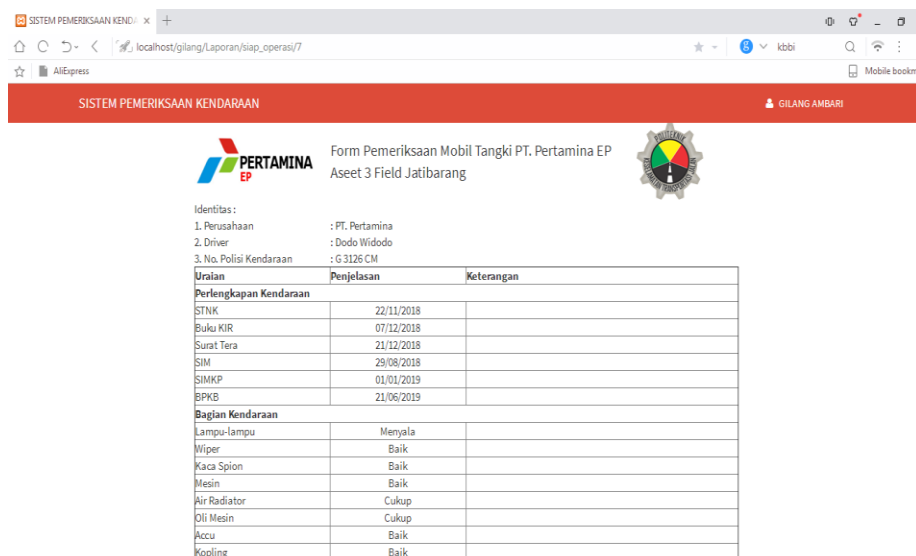 SISTEM PEMERIKSAAN KENDA
localhost/gilang/Laporan/siap_operasi/7
kbbi
AliExpress
Mobile bookm
SISTEM PEMERIKSAAN KENDARAAN
GILANG AMBARI
PERTAMINA
EP
Form Pemeriksaan Mobil Tangki PT. Pertamina EP
Aseet 3 Field Jatibarang
POLITEKNIK
KESELAMATAN TRANSPORTASI JALAN
Identitas :
1. Perusahaan : PT. Pertamina
2. Driver : Dodo Widodo
3. No. Polisi Kendaraan : G 3126 CM
Uraian Penjelasan Keterangan
Perlengkapan Kendaraan
STNK 22/11/2018
Buku KIR 07/12/2018
Surat Tera 21/12/2018
SIM 29/08/2018
SIMKP 01/01/2019
BPKB 21/06/2019
Bagian Kendaraan
Lampu-lampu Menyala
Wiper Baik
Kaca Spion Baik
Mesin Baik
Air Radiator Cukup
Oli Mesin Cukup
Accu Baik
Kopling Baik